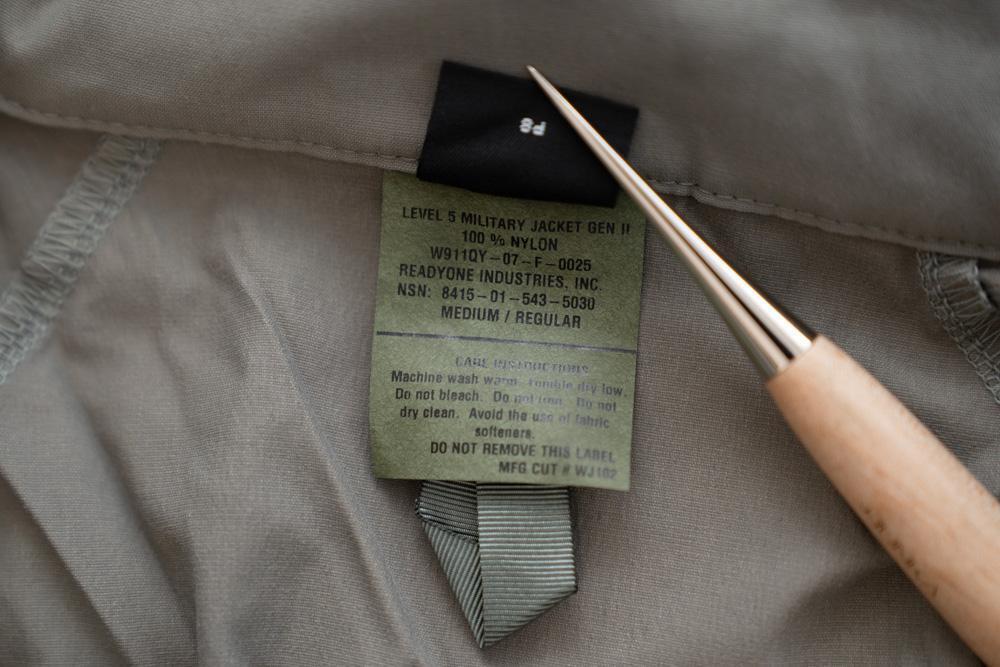 LEVEL 5 MILITARY JACKET GEN II
100 % NYLON
W911QY-07-F-0025
READYONE INDUSTRIES, INC.
NSN: 8415-01-543-5030
MEDIUM / REGULAR
CARE INSTRUCTIONS
Machine wash warm. Tumble dry low.
Do not bleach. Do not iron. Do not
dry clean. Avoid the use of fabric
softeners.
DO NOT REMOVE THIS LABEL
MFG CUT # WJ102